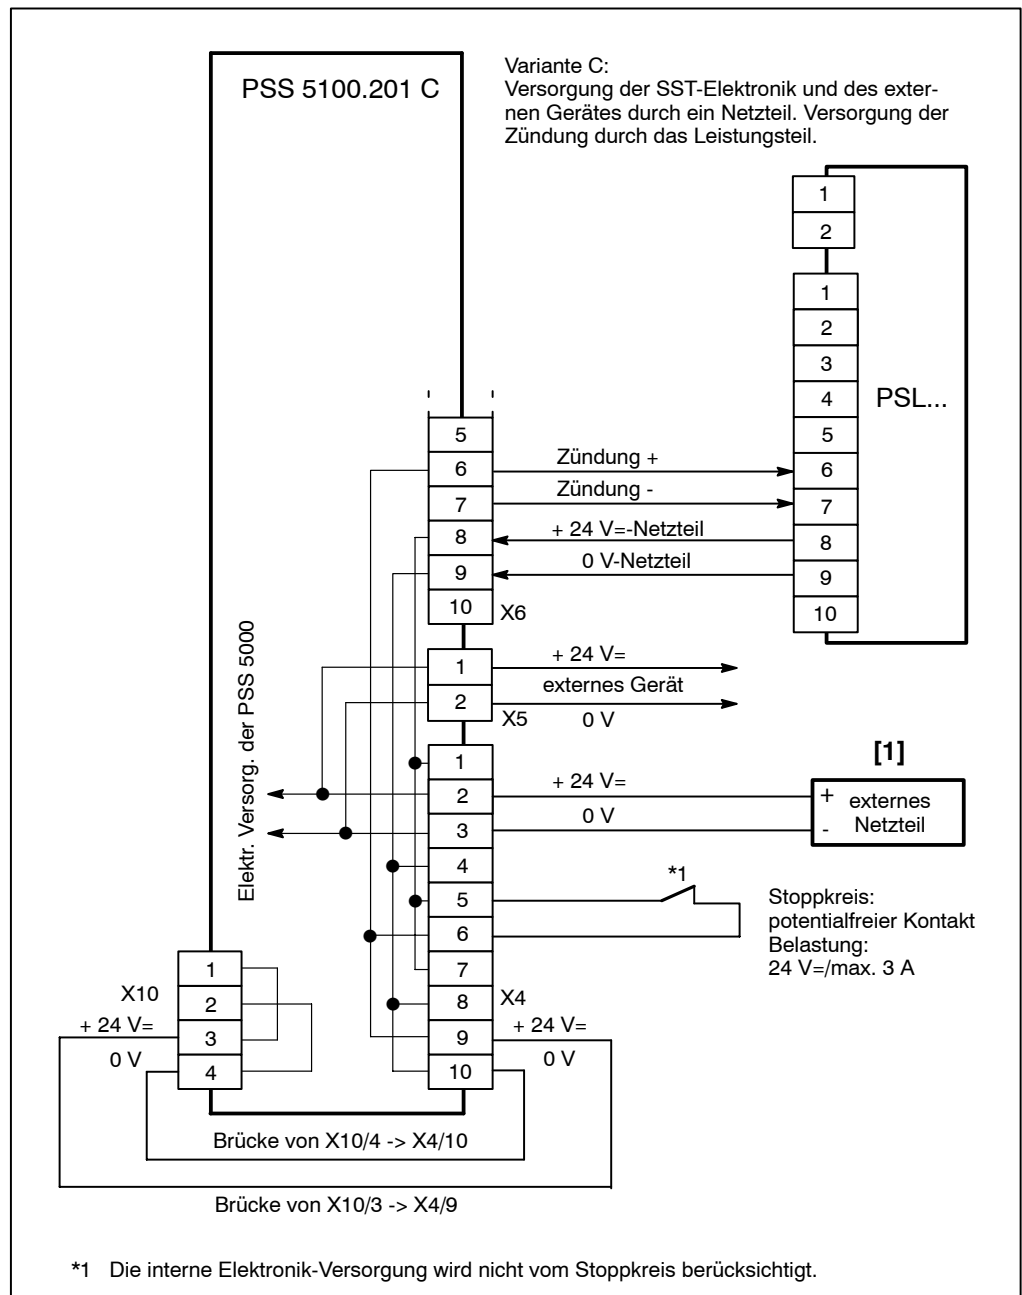 PSS 5100.201 C
Variante C:
Versorgung der SST-Elektronik und des exter-
nen Gerätes durch ein Netzteil. Versorgung der
Zündung durch das Leistungsteil.
1
2
1
2
3
4
5
6
7
8
9
10
PSL...
5
6
7
8
9
10
X6
Zündung +
Zündung -
+ 24 V=-Netzteil
0 V-Netzteil
1
2
X5
+ 24 V=
externes Gerät
0 V
Elektr. Versorg. der PSS 5000
1
2
3
4
5
6
7
8
9
10
X4
+ 24 V=
0 V
[1]
+
-
externes
Netzteil
*1
Stoppkreis:
potentialfreier Kontakt
Belastung:
24 V=/max. 3 A
X10
1
2
3
4
+ 24 V=
0 V
+ 24 V=
0 V
Brücke von X10/4 -> X4/10
Brücke von X10/3 -> X4/9
*1 Die interne Elektronik-Versorgung wird nicht vom Stoppkreis berücksichtigt.